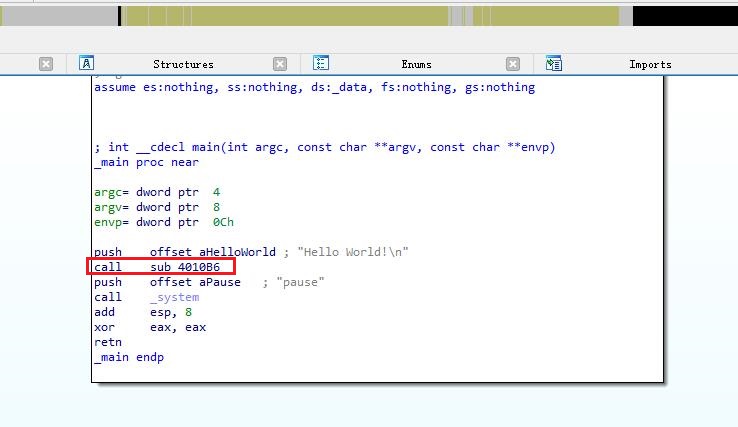 Structures Enums Imports
assume es:nothing, ss:nothing, ds:_data, fs:nothing, gs:nothing
; int __cdecl main(int argc, const char **argv, const char **envp)
_main proc near
argc= dword ptr  4
argv= dword ptr  8
envp= dword ptr  0Ch
push    offset aHelloWorld ; "Hello World!\n"
call    sub_4010B6
push    offset aPause   ; "pause"
call    _system
add     esp, 8
xor     eax, eax
retn
_main endp